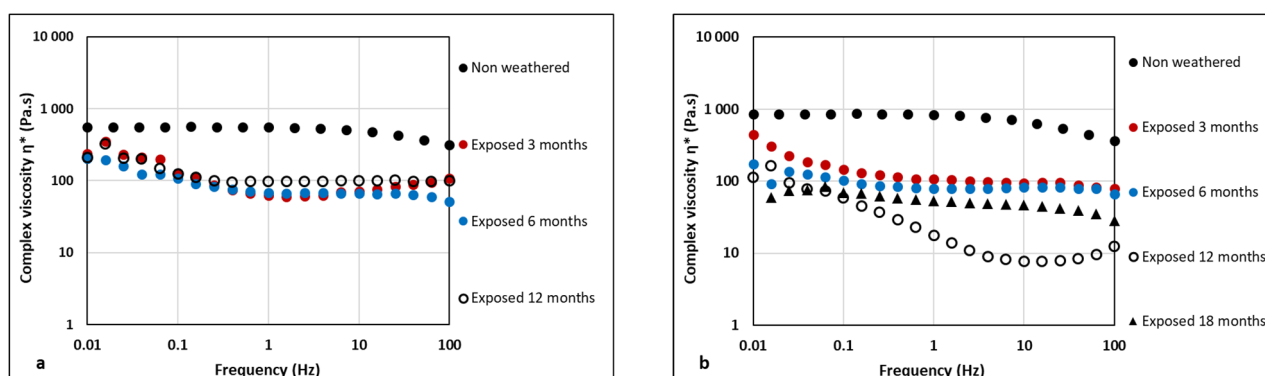 10 000
1 000
100
10
1
Complex viscosity η* (Pa.s)
0.01 0.1 1 10 100
Frequency (Hz)
Non weathered
Exposed 3 months
Exposed 6 months
Exposed 12 months
a
10 000
1 000
100
10
1
Complex viscosity η* (Pa.s)
0.01 0.1 1 10 100
Frequency (Hz)
Non weathered
Exposed 3 months
Exposed 6 months
Exposed 12 months
Exposed 18 months
b